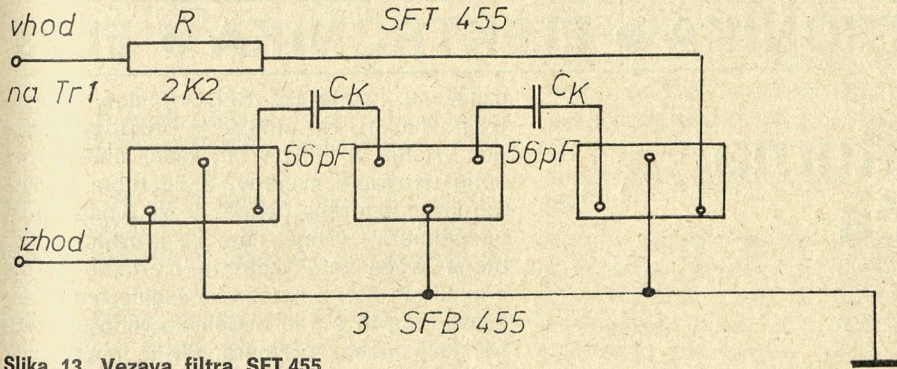 vhod
R
SFT 455
na Tr1
2K2
CK
CK
56pF
56pF
izhod
3 SFB 455
Slika 13. Vezava filtra SFT 455